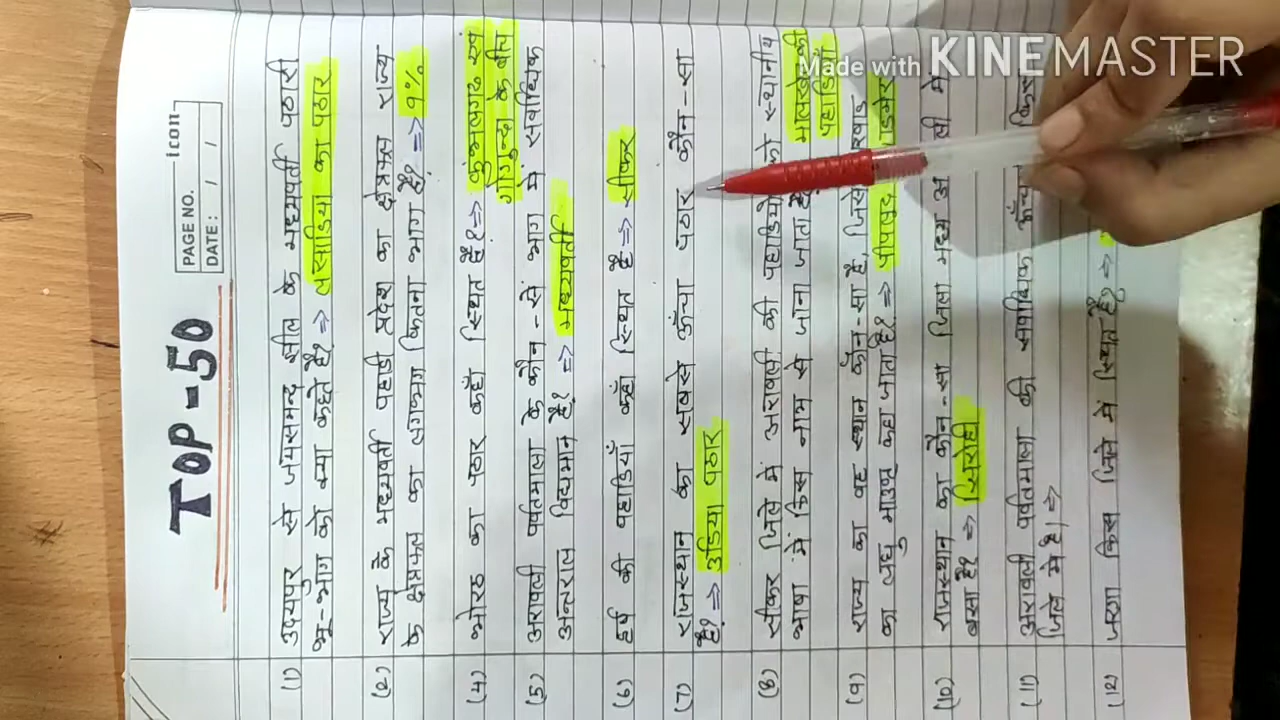 TOP-50
icon
PAGE NO.
DATE: / /
(1) उदयपुर से जयसमन्द झील के मध्यवर्ती पठारी
भू-भाग को क्या कहते है? ⇒ लसाडिया का पठार
(2) राज्य के मध्यवर्ती पहाडी प्रदेश का क्षेत्रफल राज्य
के क्षेत्रफल का लगभग कितना भाग है? ⇒ 9%
(4) भोरठ का पठार कहाँ स्थित है? ⇒ कुंभलगढ एवं
गोगुन्दा के बीच
(5) अरावली पर्वतमाला के कौन-से भाग में सर्वाधिक
अन्तराल विद्यमान है? ⇒ मध्यवर्ती
(6) हर्ष की पहाडियाँ कहाँ स्थित है ⇒ सीकर
(7) राजस्थान का सबसे ऊँचा पठार कौन-सा
है? ⇒ उडिया पठार
(8) सीकर जिले में अरावली की पहाडियों को स्थानीय
भाषा में किस नाम से जाना जाता है मालखेत की
पहाडियाँ
(9) राज्य का वह स्थान कौन-सा है, जिसे
का लघु माउण्ट कहा जाता है? ⇒
(10) राजस्थान का कौन-सा जिला मध्य में
बसा है? ⇒ सिरोही
(11) अरावली पर्वतमाला की सर्वाधिक ऊँचाई किस
जिले में है। ⇒
(12) जरगा किस जिले में स्थित है? ⇒
Made with KINEMASTER